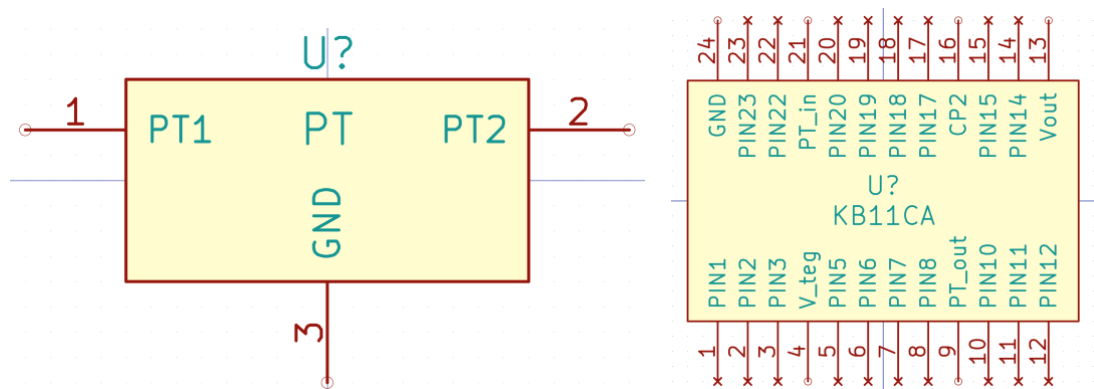 U?
1
PT1
PT
PT2
2
GND
3
24
23
22
21
20
19
18
17
16
15
14
13
GND
PIN23
PIN22
PT_in
PIN20
PIN19
PIN18
PIN17
CP2
PIN15
PIN14
Vout
U?
KB11CA
PIN1
PIN2
PIN3
V_teg
PIN5
PIN6
PIN7
PIN8
PT_out
PIN10
PIN11
PIN12
1
2
3
4
5
6
7
8
9
10
11
12